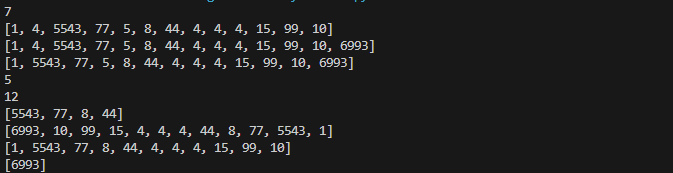 7
[1, 4, 5543, 77, 5, 8, 44, 4, 4, 4, 15, 99, 10]
[1, 4, 5543, 77, 5, 8, 44, 4, 4, 4, 15, 99, 10, 6993]
[1, 5543, 77, 5, 8, 44, 4, 4, 4, 15, 99, 10, 6993]
5
12
[5543, 77, 8, 44]
[6993, 10, 99, 15, 4, 4, 4, 44, 8, 77, 5543, 1]
[1, 5543, 77, 8, 44, 4, 4, 4, 15, 99, 10]
[6993]